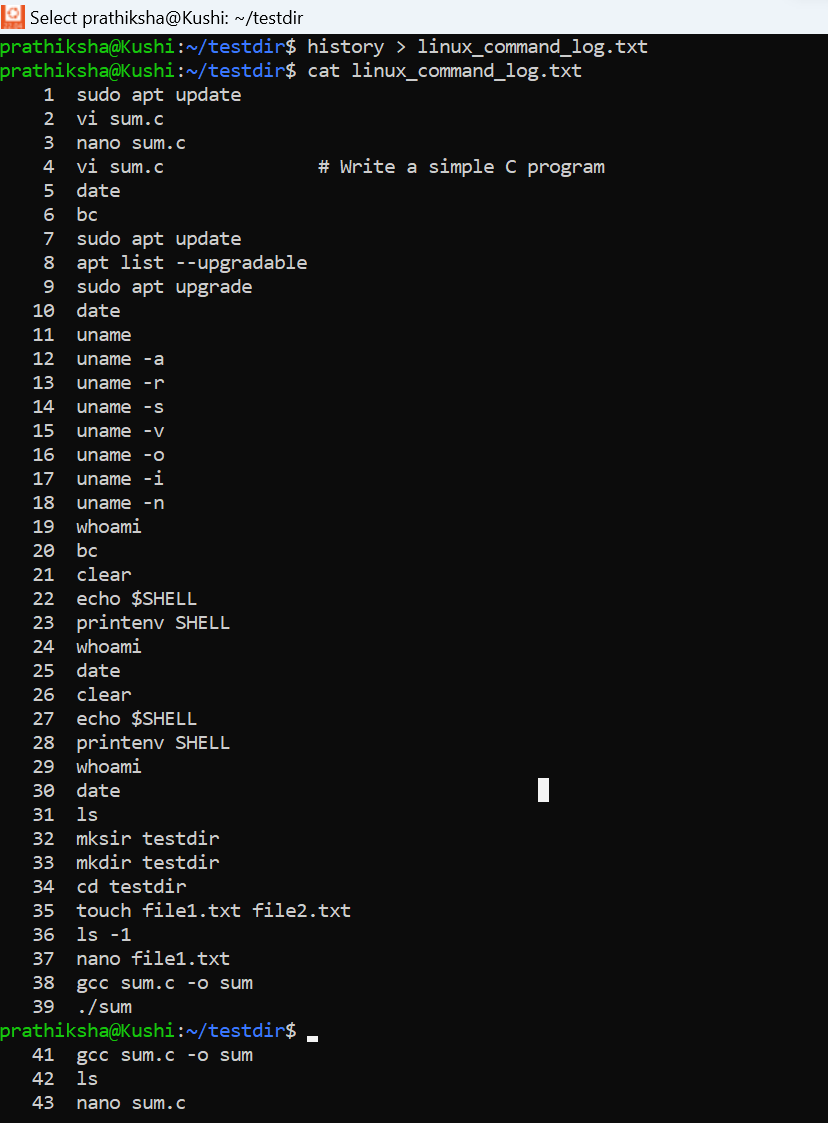 Select prathiksha@Kushi: ~/testdir
prathiksha@Kushi:~/testdir$ history > linux_command_log.txt
prathiksha@Kushi:~/testdir$ cat linux_command_log.txt
1 sudo apt update
2 vi sum.c
3 nano sum.c
4 vi sum.c # Write a simple C program
5 date
6 bc
7 sudo apt update
8 apt list --upgradable
9 sudo apt upgrade
10 date
11 uname
12 uname -a
13 uname -r
14 uname -s
15 uname -v
16 uname -o
17 uname -i
18 uname -n
19 whoami
20 bc
21 clear
22 echo $SHELL
23 printenv SHELL
24 whoami
25 date
26 clear
27 echo $SHELL
28 printenv SHELL
29 whoami
30 date
31 ls
32 mksir testdir
33 mkdir testdir
34 cd testdir
35 touch file1.txt file2.txt
36 ls -1
37 nano file1.txt
38 gcc sum.c -o sum
39 ./sum
prathiksha@Kushi:~/testdir$
41 gcc sum.c -o sum
42 ls
43 nano sum.c